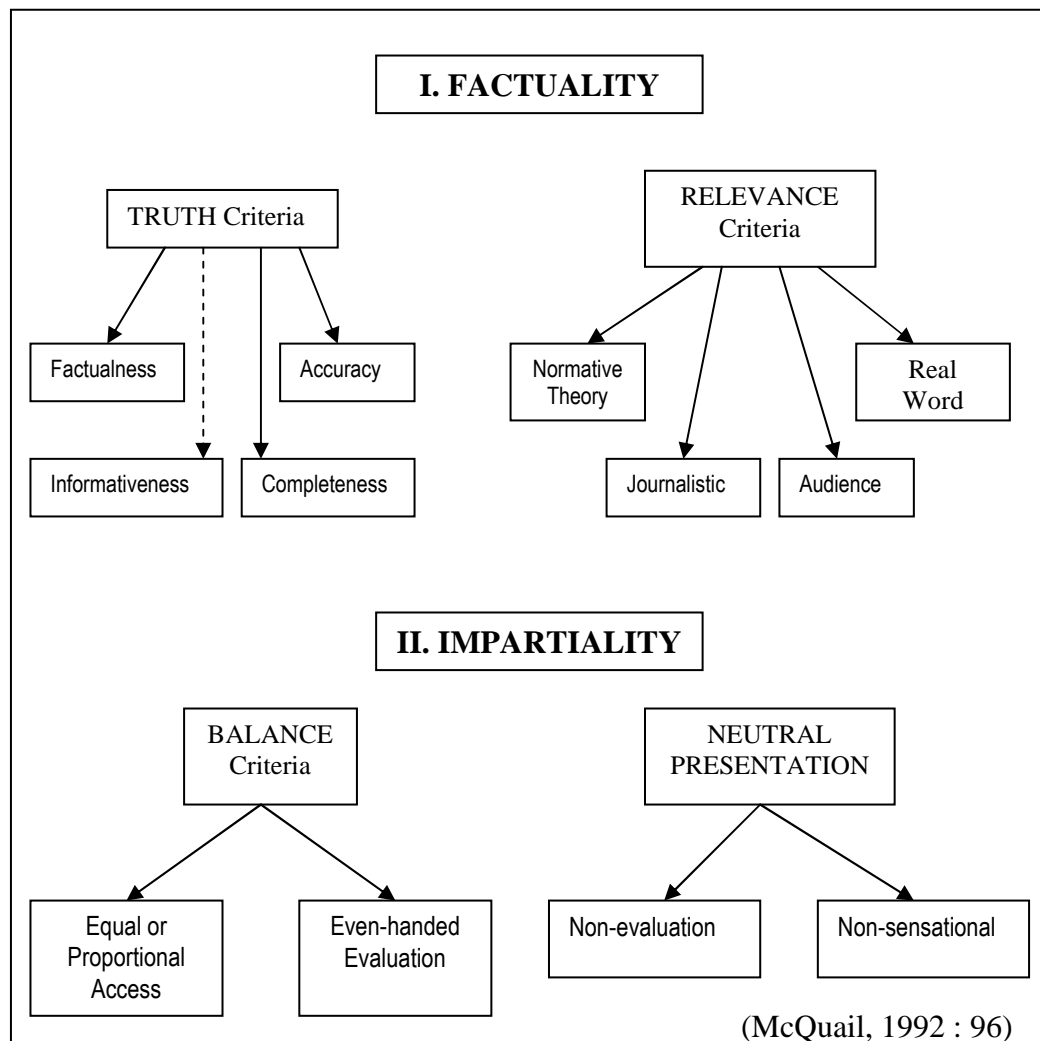 I. FACTUALITY
TRUTH Criteria
RELEVANCE
Criteria
Factualness
Accuracy
Normative
Theory
Real
Word
Informativeness
Completeness
Journalistic
Audience
II. IMPARTIALITY
BALANCE
Criteria
NEUTRAL
PRESENTATION
Equal or
Proportional
Access
Even-handed
Evaluation
Non-evaluation
Non-sensational
(McQuail, 1992 : 96)